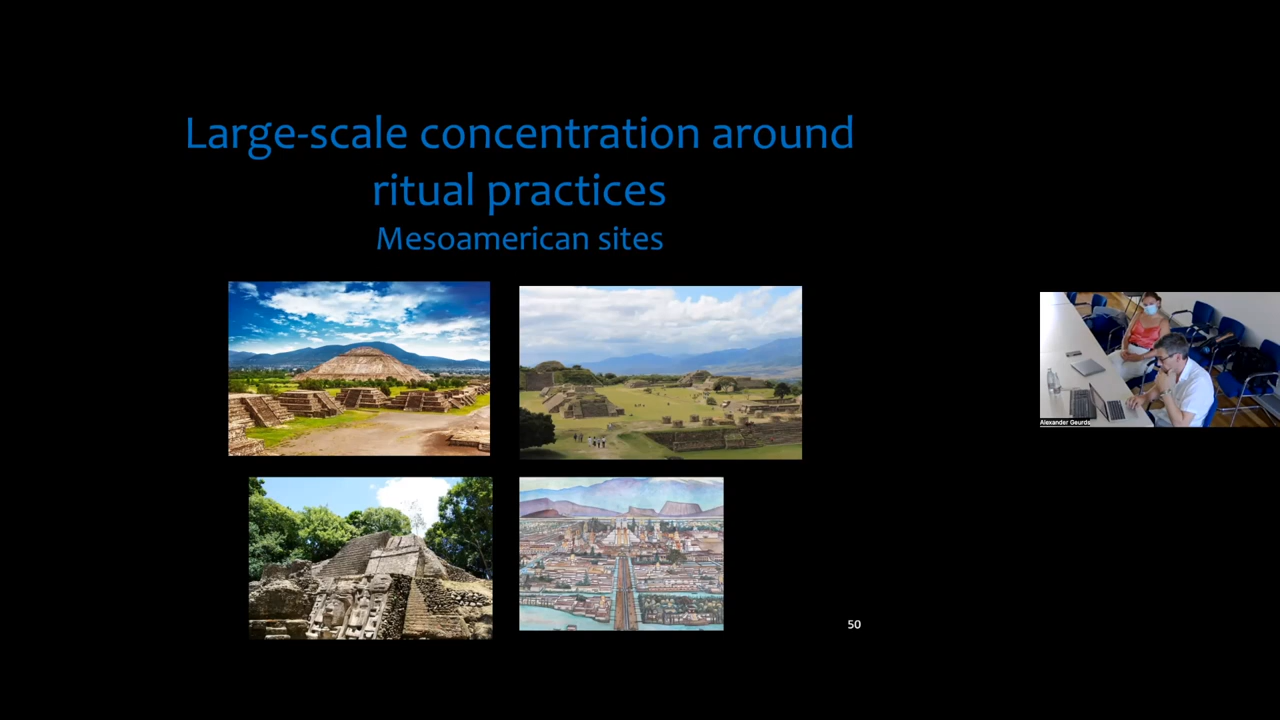 Large-scale concentration around
ritual practices
Mesoamerican sites
Alexander Geurds
50